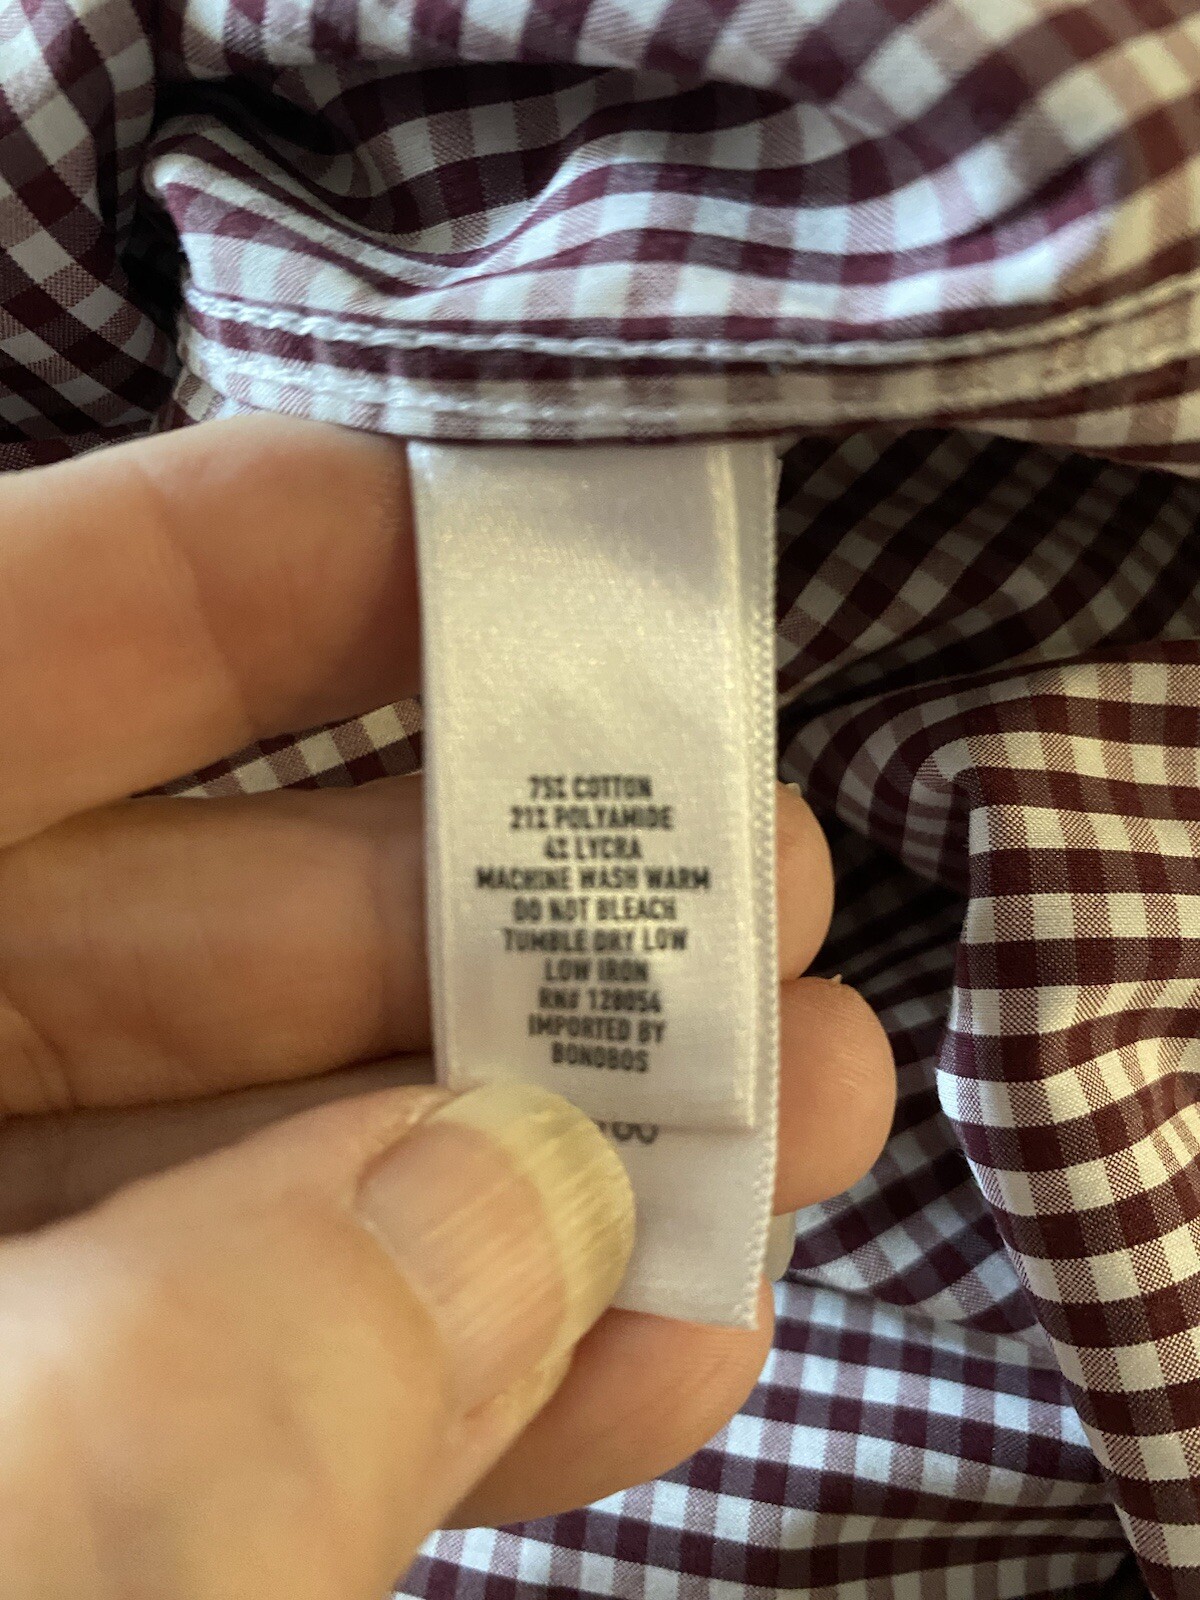 75% COTTON
21% POLYAMIDE
4% LYCRA
MACHINE WASH WARM
DO NOT BLEACH
TUMBLE DRY LOW
LOW IRON
RN# 128054
IMPORTED BY
BONOBOS